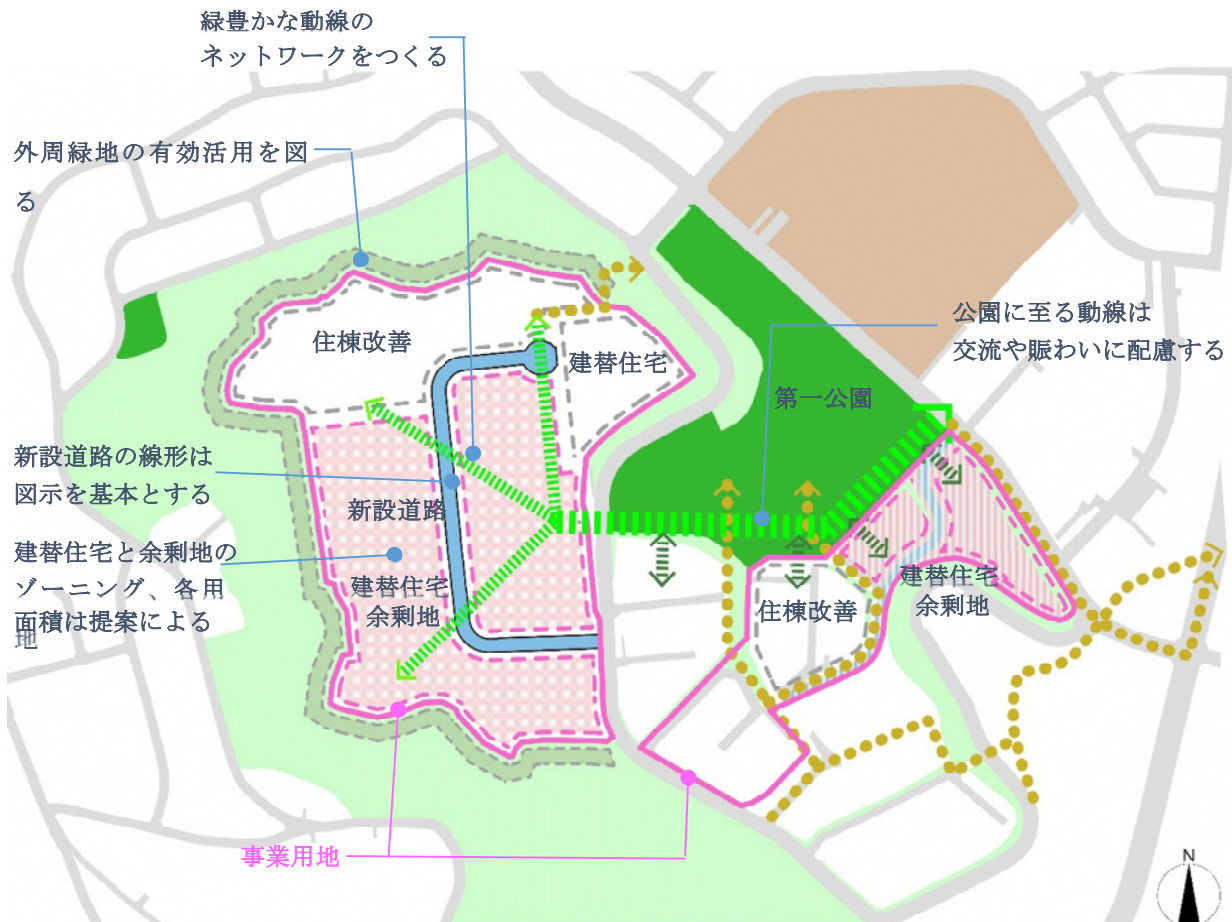 緑豊かな動線の
ネットワークをつくる
外周緑地の有効活用を図
る
公園に至る動線は
交流や賑わいに配慮する
住棟改善
建替住宅
第一公園
新設道路の線形は
図示を基本とする
新設道路
建替住宅と余剰地の
ゾーニング、各用
地
面積は提案による
建替住宅
余剰地
建替住宅
余剰地
住棟改善
事業用地
N